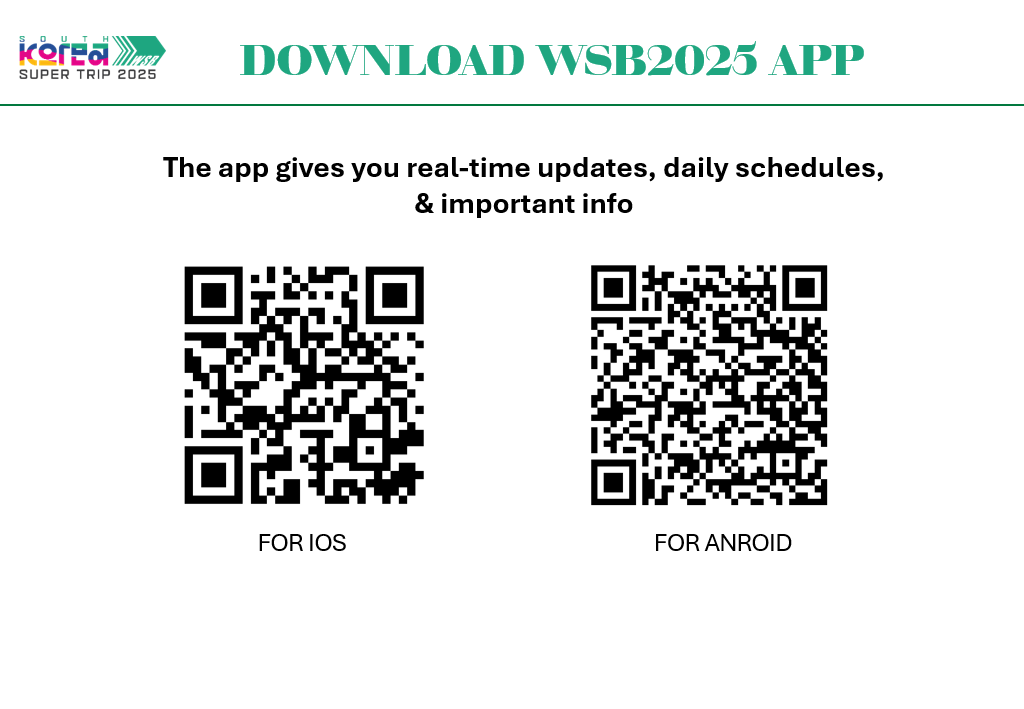 SOUTH
Korea
WSB
SUPER TRIP 2025
DOWNLOAD WSB2025 APP
The app gives you real-time updates, daily schedules,
& important info
FOR IOS
FOR ANROID